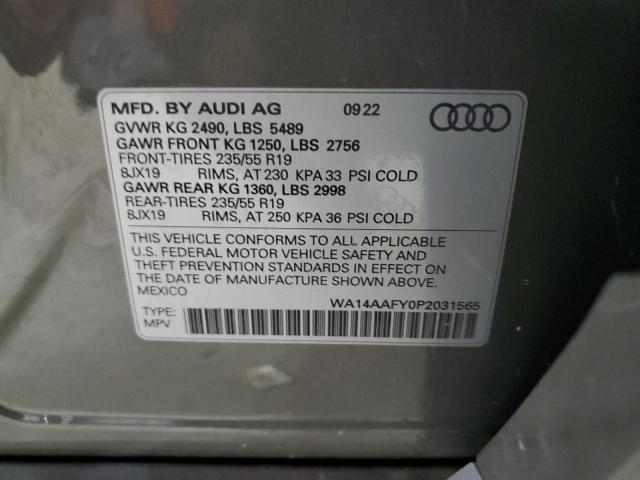 MFD. BY AUDI AG 09.22
GVWR KG 2490, LBS 5489
GAWR FRONT KG 1250, LBS 2756
FRONT-TIRES 235/55 R19
8JX19 RIMS, AT 230 KPA 33 PSI COLD
GAWR REAR KG 1360, LBS 2998
REAR-TIRES 235/55 R19
8JX19 RIMS, AT 250 KPA 36 PSI COLD
THIS VEHICLE CONFORMS TO ALL APPLICABLE
U.S. FEDERAL MOTOR VEHICLE SAFETY AND
THEFT PREVENTION STANDARDS IN EFFECT ON
THE DATE OF MANUFACTURE SHOWN ABOVE.
MEXICO
WA14AAFY0P2031565
TYPE:
MPV